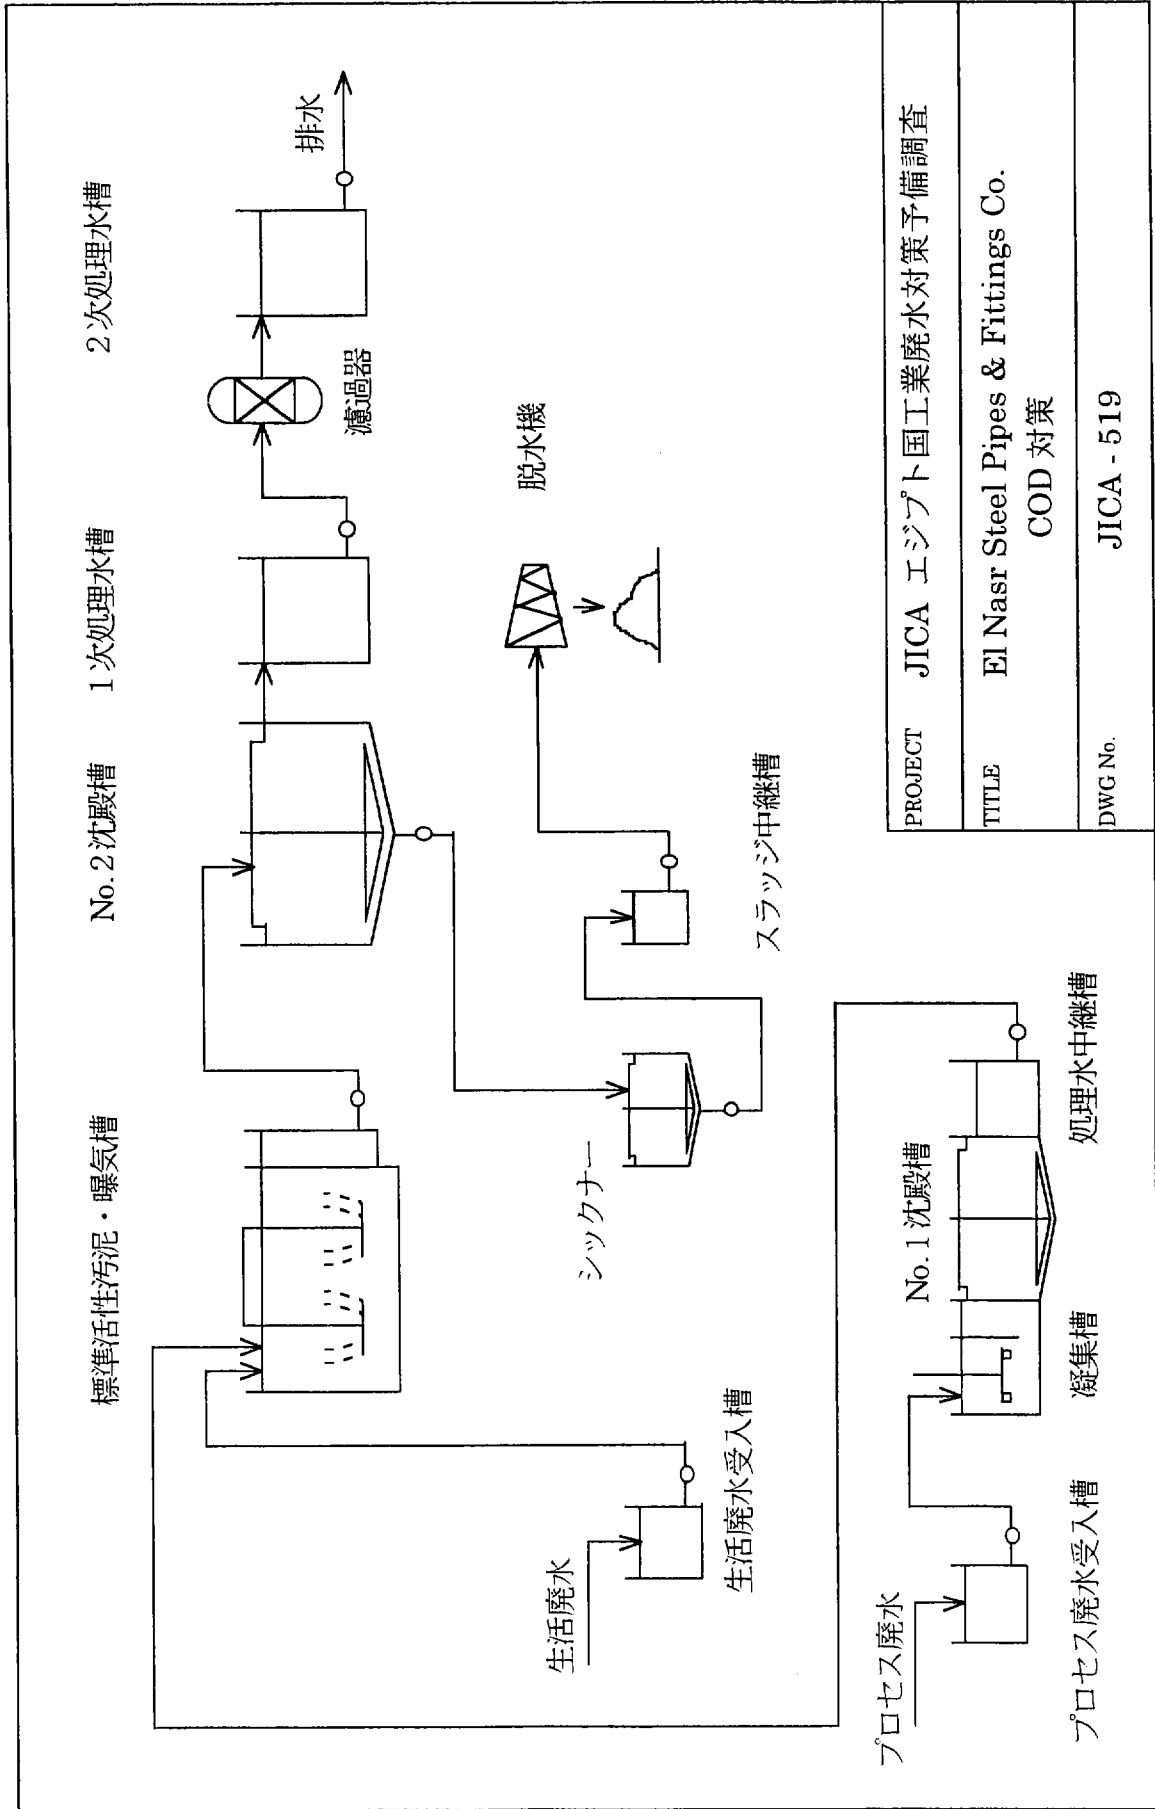 標準活性汚泥・曝気槽
No.2沈殿槽
1次処理水槽
2次処理水槽
排水
濾過器
脱水機
シックナー
スラッジ中継槽
生活廃水
生活廃水受入槽
プロセス廃水
プロセス廃水受入槽
凝集槽
No.1沈殿槽
処理水中継槽
PROJECT JICA エジプト国工業廃水対策予備調査
TITLE El Nasr Steel Pipes & Fittings Co.
COD 対策
DWG No. JICA - 519